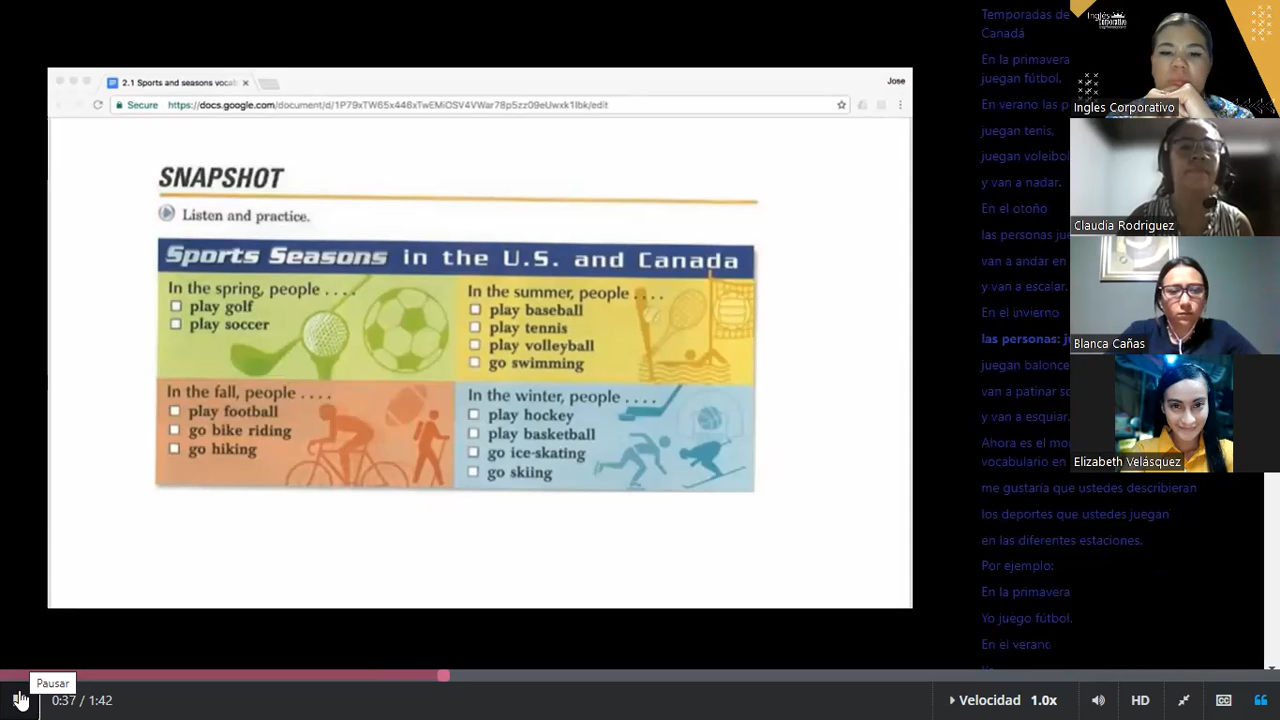 2.1 Sports and seasons vocab
Jose
Secure
https://docs.google.com/document/d/1P79xTW65x446xTwEMiOSV4VWar78p5zz09eUwxk1Ibk/edit
SNAPSHOT
Listen and practice.
Sports Seasons in the U.S. and Canada
In the spring, people . . . .
play golf
play soccer
In the summer, people . . . .
play baseball
play tennis
play volleyball
go swimming
In the fall, people . . . .
play football
go bike riding
go hiking
In the winter, people . . . .
play hockey
play basketball
go ice-skating
go skiing
Temporadas de
Canadá
En la primavera
juegan fútbol.
En verano las p
juegan tenis,
juegan voleibol
y van a nadar.
En el otoño
las personas jue
van a andar en
y van a escalar.
En el invierno
las personas: ju
juegan balonce
van a patinar so
y van a esquiar.
Ahora es el mo
vocabulario en
me gustaría que ustedes describieran
los deportes que ustedes juegan
en las diferentes estaciones.
Por ejemplo:
En la primavera
Yo juego fútbol.
En el verano
Inglés
Corporativo
Ingles Corporativo
Claudia Rodriguez
Blanca Cañas
Elizabeth Velásquez
Pausar
0:37 / 1:42
Velocidad 1.0x
HD
CC